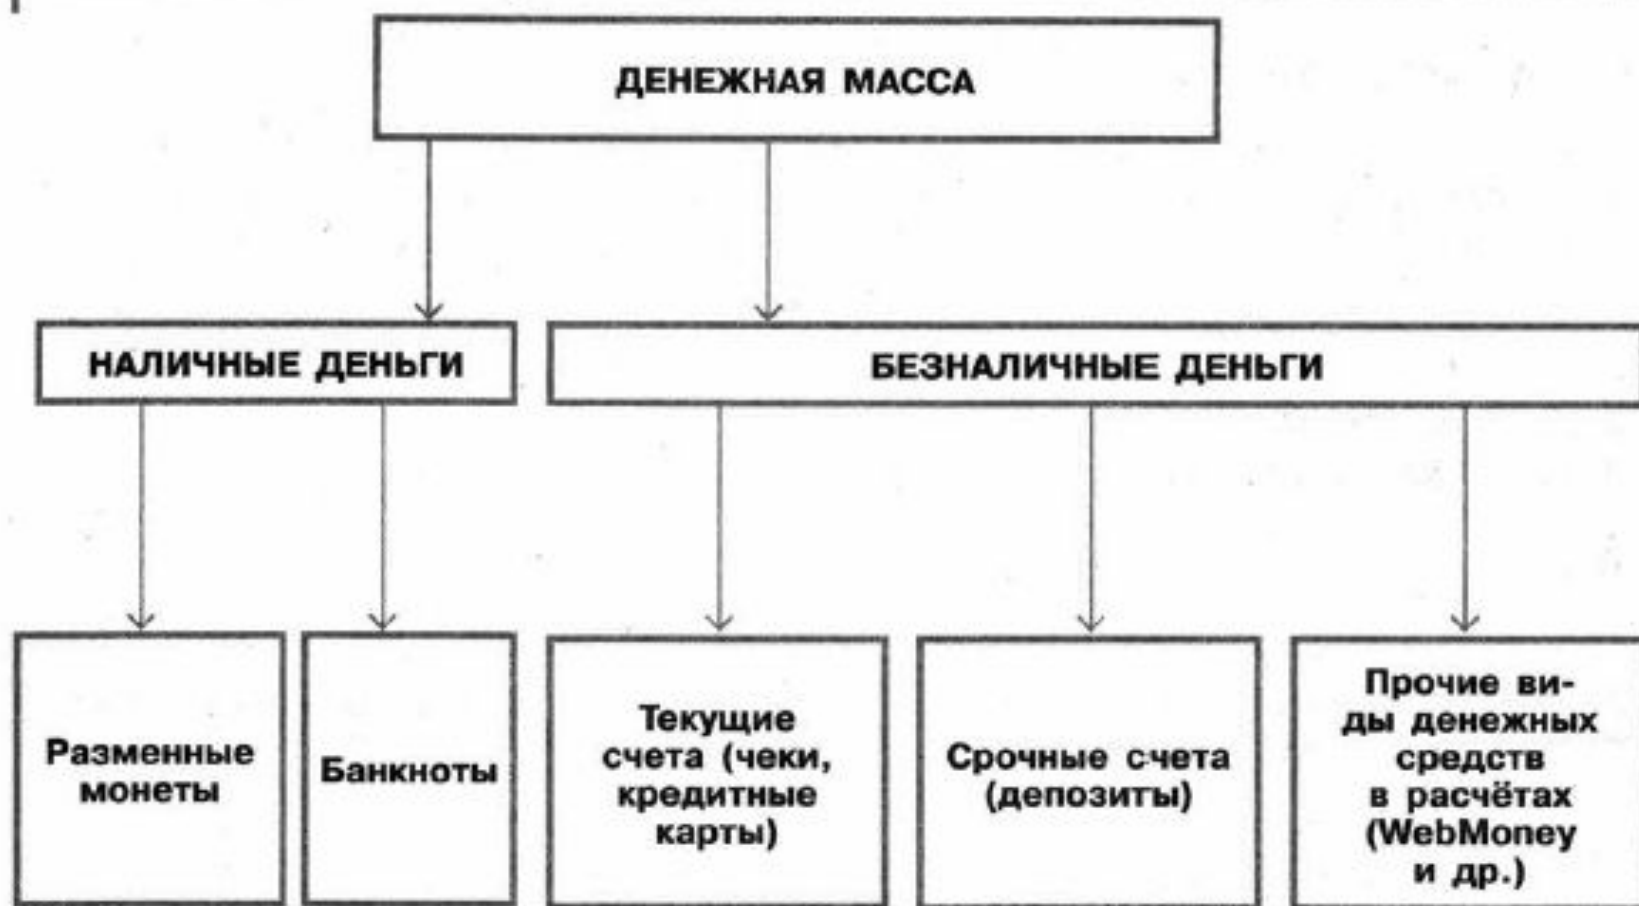 ДЕНЕЖНАЯ МАССА
НАЛИЧНЫЕ ДЕНЬГИ
БЕЗНАЛИЧНЫЕ ДЕНЬГИ
Разменные
монеты
Банкноты
Текущие
счета (чеки,
кредитные
карты)
Срочные счета
(депозиты)
Прочие ви-
ды денежных
средств
в расчётах
(WebMoney
и др.)